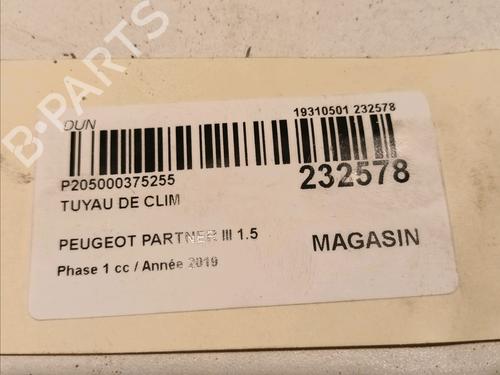 B-PARTS
DUN
19310501 232578
P205000375255
232578
TUYAU DE CLIM
PEUGEOT PARTNER III 1.5
MAGASIN
Phase 1 cc / Année 2019